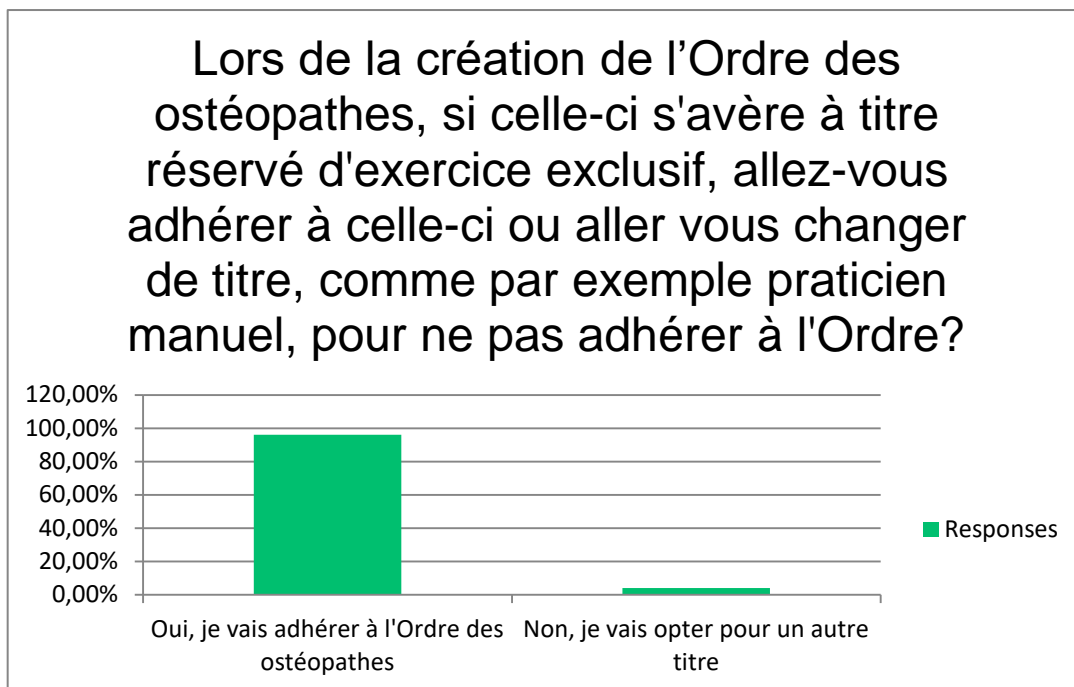 Lors de la création de l’Ordre des
ostéopathes, si celle-ci s'avère à titre
réservé d'exercice exclusif, allez-vous
adhérer à celle-ci ou aller vous changer
de titre, comme par exemple praticien
manuel, pour ne pas adhérer à l'Ordre?
120,00%
100,00%
80,00%
60,00%
40,00%
20,00%
0,00%
Responses
Oui, je vais adhérer à l'Ordre des
ostéopathes
Non, je vais opter pour un autre
titre